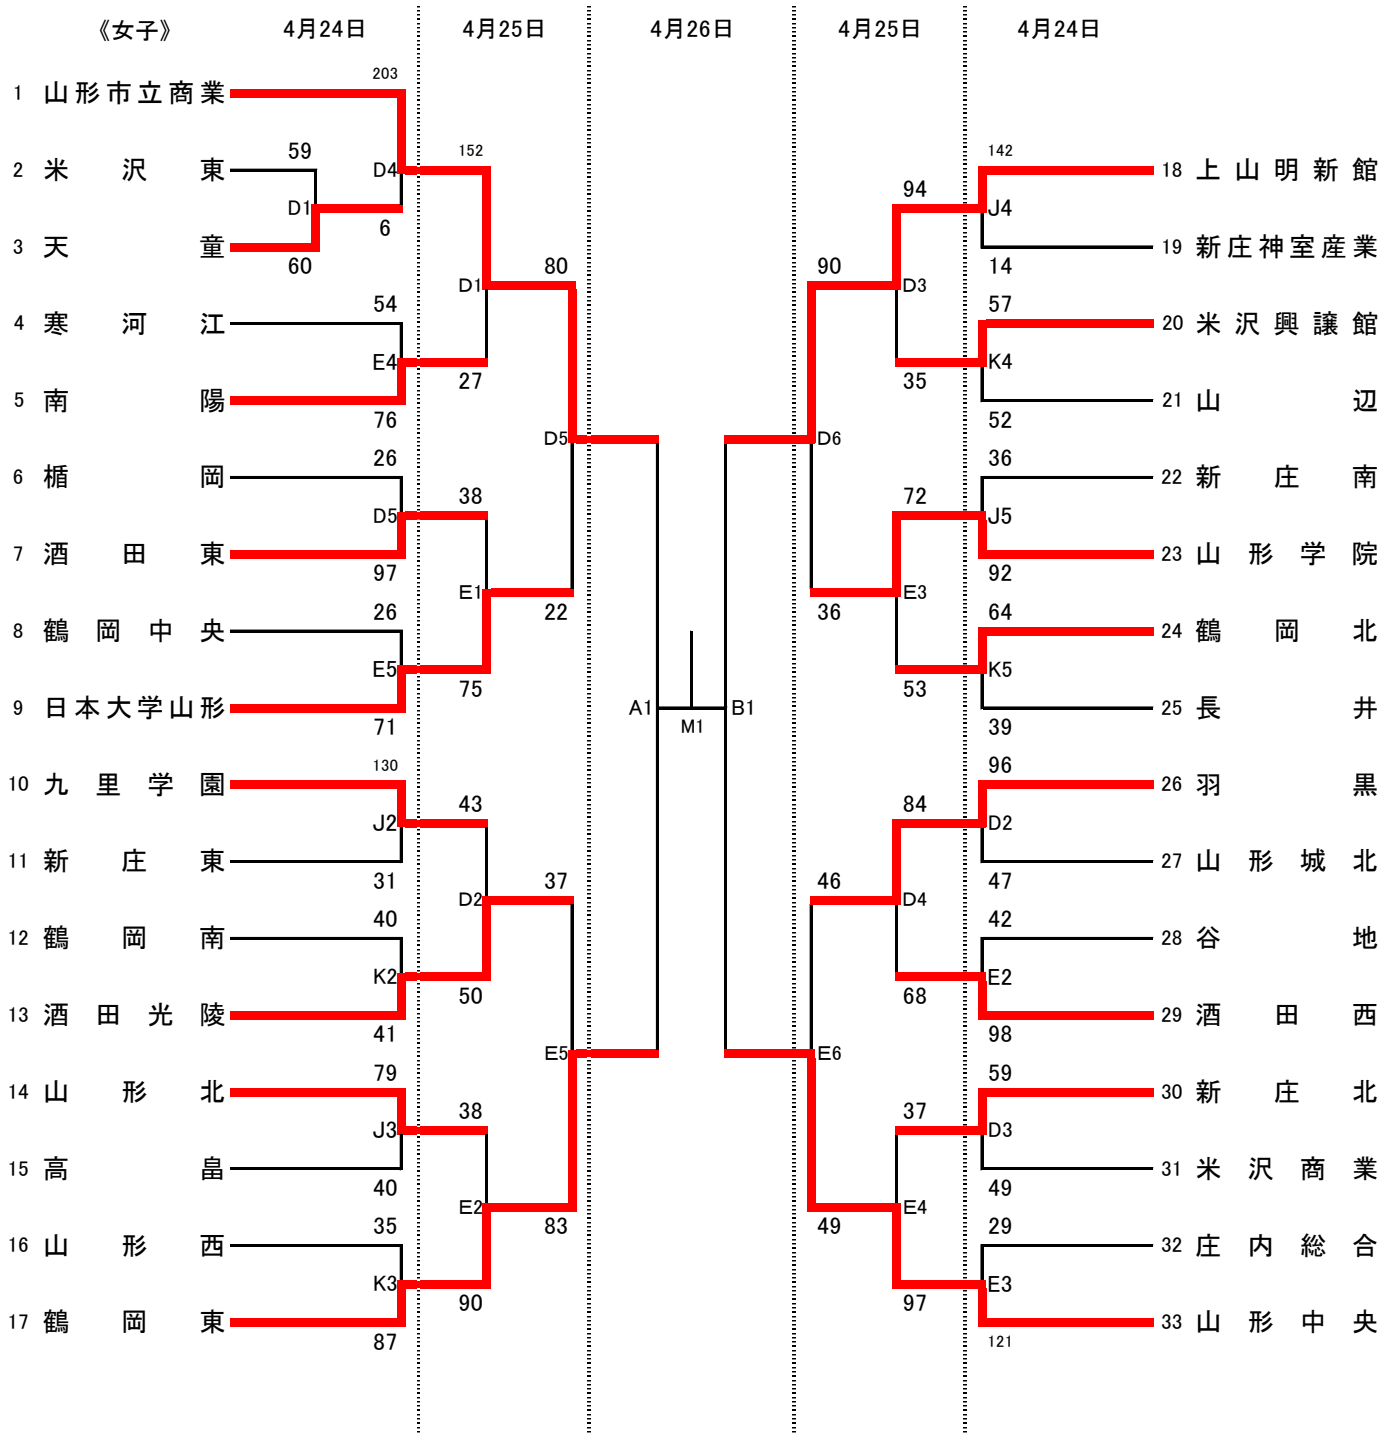 《女子》 4月24日 4月25日 4月26日 4月25日 4月24日
203
1 山形市立商業
59 152 142
2 米沢東 D4 18 上山明新館
94
D1 6 J4
3 天童 19 新庄神室産業
60 80 90 14
54 D1 D3 57
4 寒河江 20 米沢興譲館
E4 27 35 K4
5 南陽 21 山辺
76 52
D5 D6
26 36
6 楯岡 38 72 22 新庄南
D5 J5
7 酒田東 23 山形学院
97 92
E1 E3
26 22 36 64
8 鶴岡中央 24 鶴岡北
E5 75 53 K5
9 日本大学山形 A1 B1 25 長井
71 M1 39
130 96
10 九里学園 26 羽黒
43 84
J2 D2
11 新庄東 27 山形城北
31 37 46 47
D2 D4
40 42
12 鶴岡南 28 谷地
K2 50 68 E2
13 酒田光陵 29 酒田西
41 98
E5 E6
79 59
14 山形北 30 新庄北
38 37
J3 D3
15 高畠 31 米沢商業
40 49
E2 E4
35 83 49 29
16 山形西 32 庄内総合
K3 90 97 E3
17 鶴岡東 33 山形中央
87 121